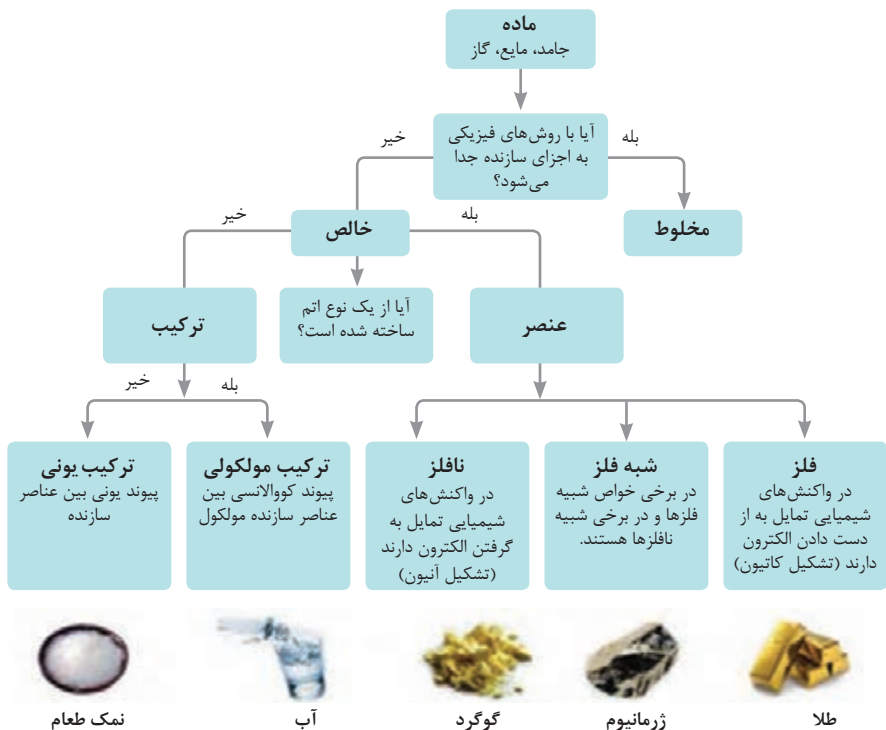 ماده
جامد، مایع، گاز
آیا با روش‌های فیزیکی
به اجزای سازنده جدا
می‌شود؟
بله
خیر
مخلوط
خالص
بله
خیر
آیا از یک نوع اتم
ساخته شده است؟
عنصر
ترکیب
بله
خیر
فلز
در واکنش‌های
شیمیایی تمایل به از
دست دادن الکترون
دارند (تشکیل کاتیون)
شبه فلز
در برخی خواص شبیه
فلزها و در برخی شبیه
نافلزها هستند.
نافلز
در واکنش‌های
شیمیایی تمایل به
گرفتن الکترون دارند
(تشکیل آنیون)
ترکیب مولکولی
پیوند کووالانسی بین
عناصر سازنده مولکول
ترکیب یونی
پیوند یونی بین عناصر
سازنده
طلا
ژرمانیوم
گوگرد
آب
نمک طعام